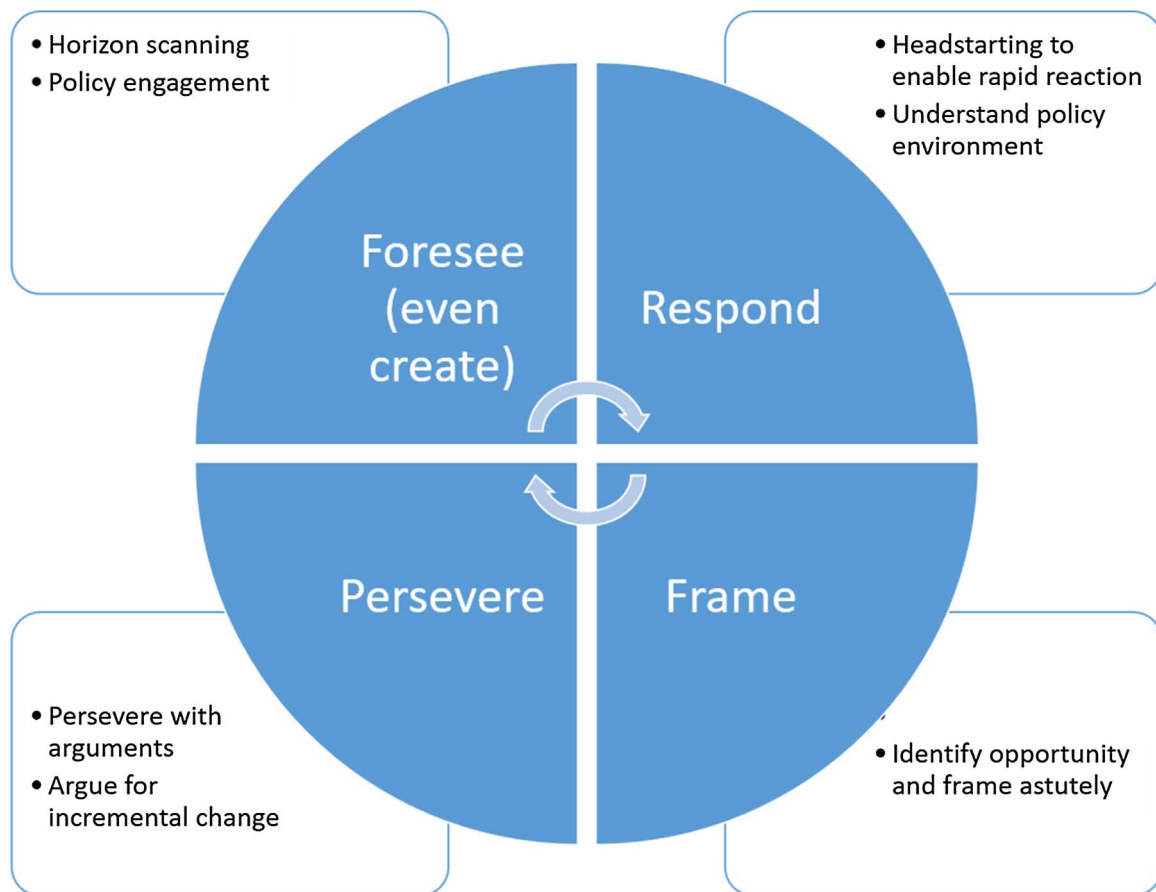 • Horizon scanning
• Policy engagement
• Headstarting to
enable rapid reaction
• Understand policy
environment
Foresee
(even
create)
Respond
Persevere
Frame
• Persevere with
arguments
• Argue for
incremental change
• Identify opportunity
and frame astutely